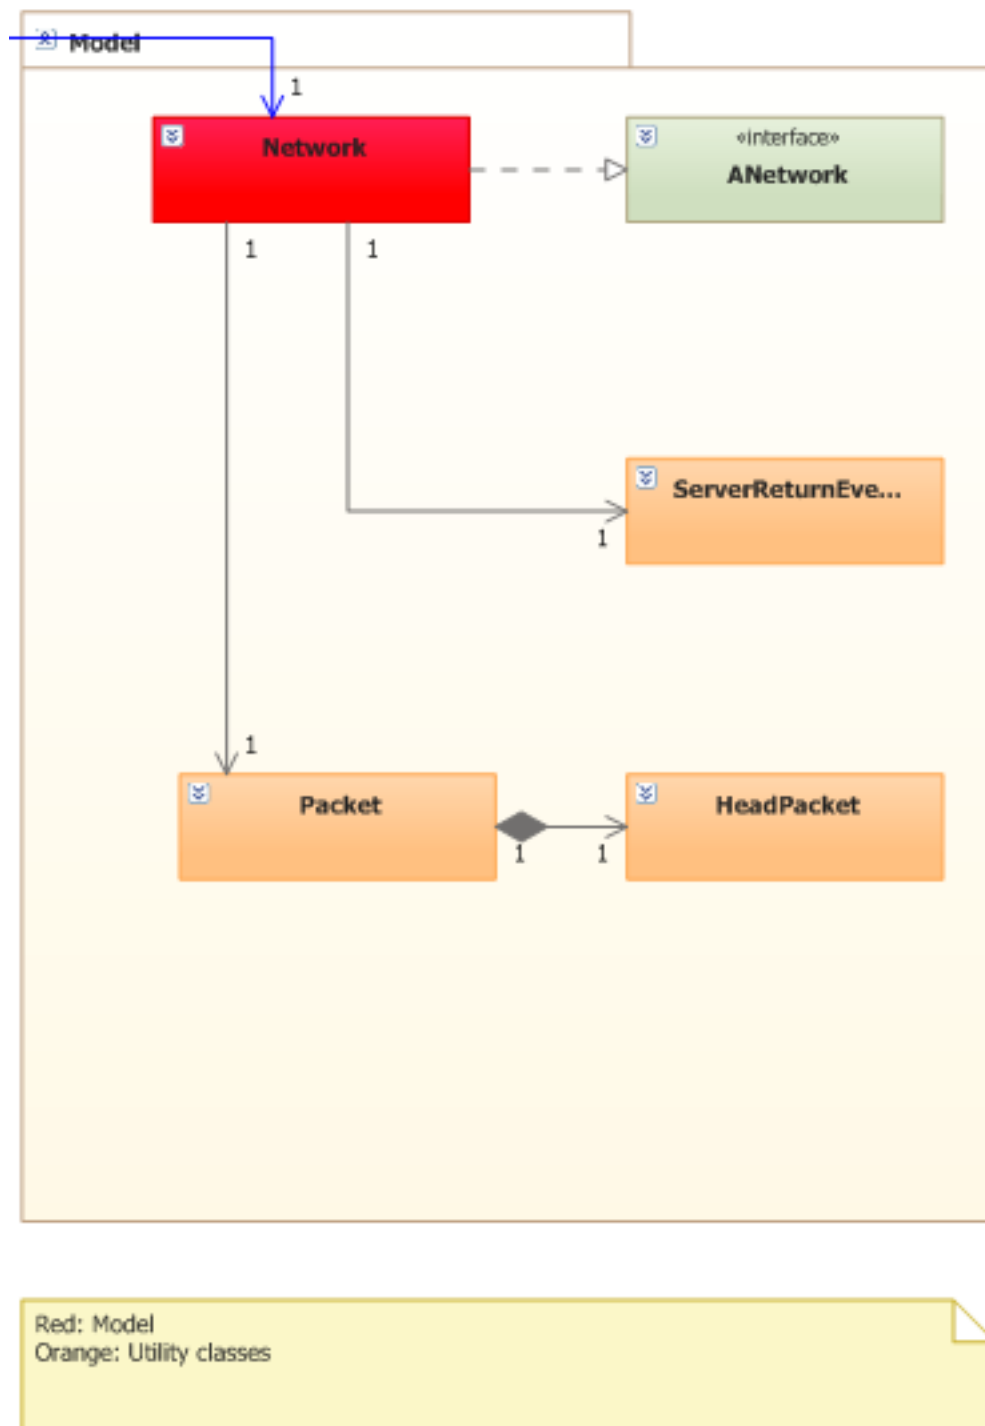 Model
1
Network
«interface»
ANetwork
1
1
ServerReturnEve...
1
1
Packet
HeadPacket
1
1
Red: Model
Orange: Utility classes